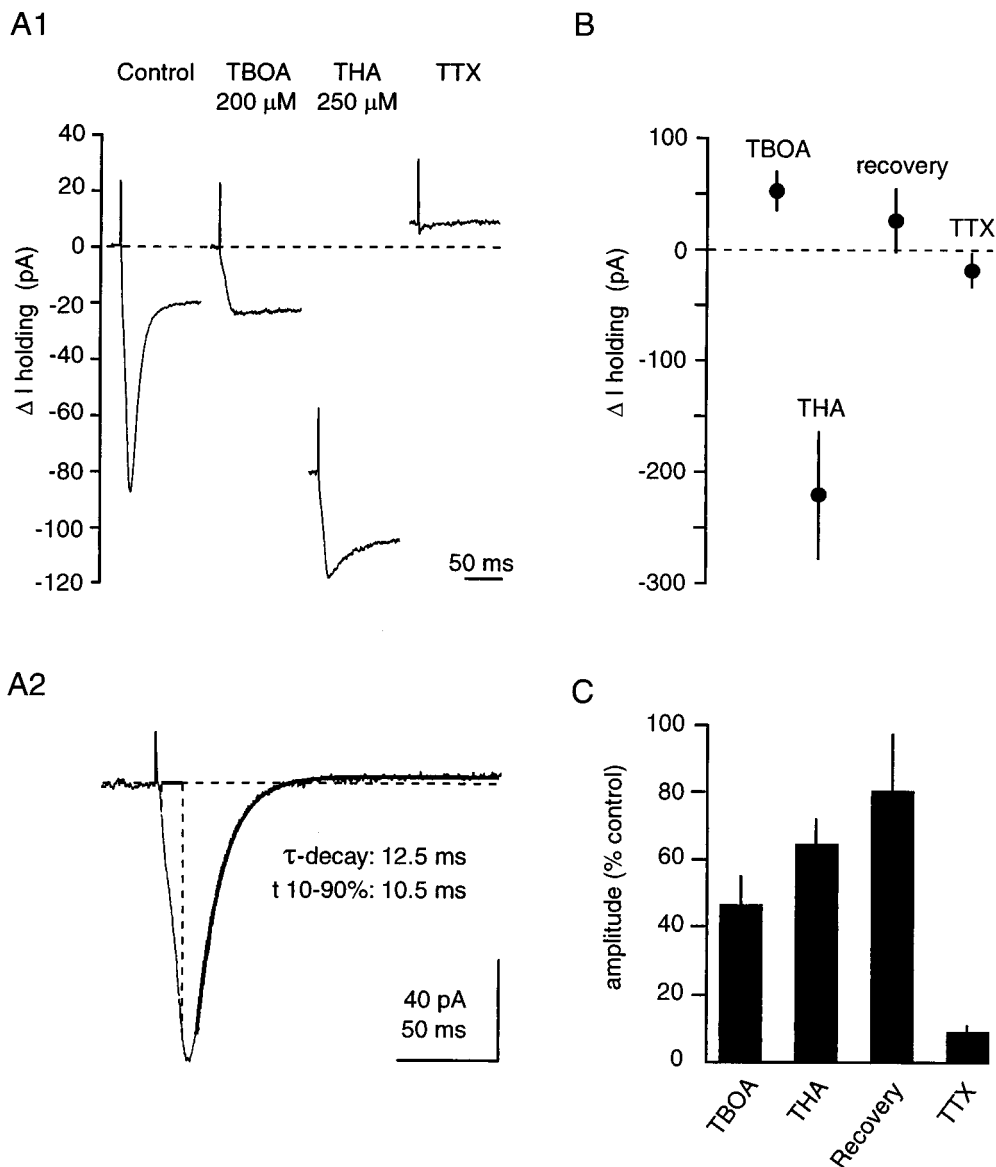 A1
Control TBOA THA TTX
200 μM 250 μM
40
20
0
-20
-40
-60
-80
-100
-120
Δ I holding (pA)
50 ms
B
100
0
-100
-200
-300
Δ I holding (pA)
TBOA
recovery
TTX
THA
A2
τ-decay: 12.5 ms
t 10-90%: 10.5 ms
40 pA
50 ms
C
100
80
60
40
20
0
amplitude (% control)
TBOA
THA
Recovery
TTX